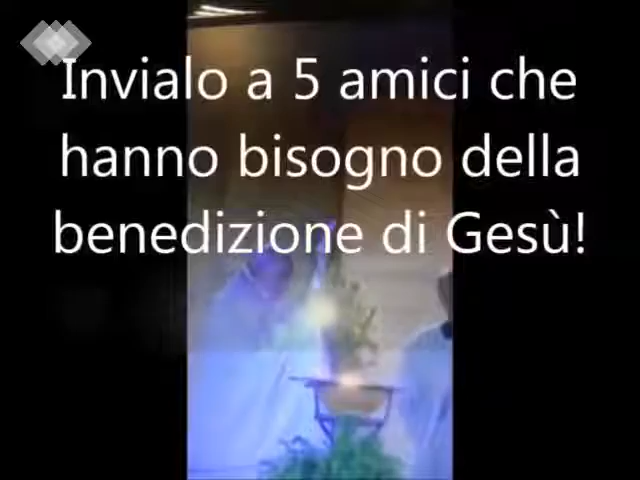 Invialo a 5 amici che
hanno bisogno della
benedizione di Gesù!